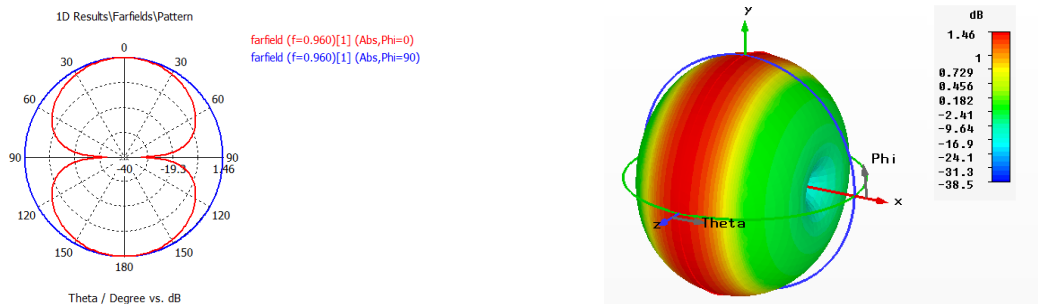 1D Results\Farfields\Pattern
farfield (f=0.960)[1] (Abs,Phi=0)
farfield (f=0.960)[1] (Abs,Phi=90)
0
30
30
60
60
90
90
-40
-19.3
1.46
120
120
150
150
180
Theta / Degree vs. dB
y
Phi
x
z
Theta
dB
1.46
1
0.729
0.456
0.182
-2.41
-9.64
-16.9
-24.1
-31.3
-38.5